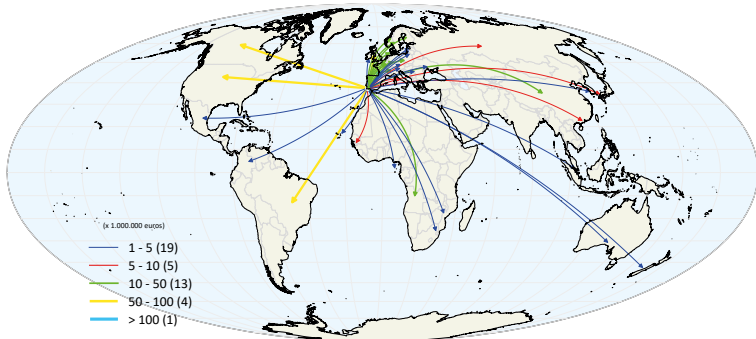 (x 1.000.000 euros)
1 - 5 (19)
5 - 10 (5)
10 - 50 (13)
50 - 100 (4)
> 100 (1)